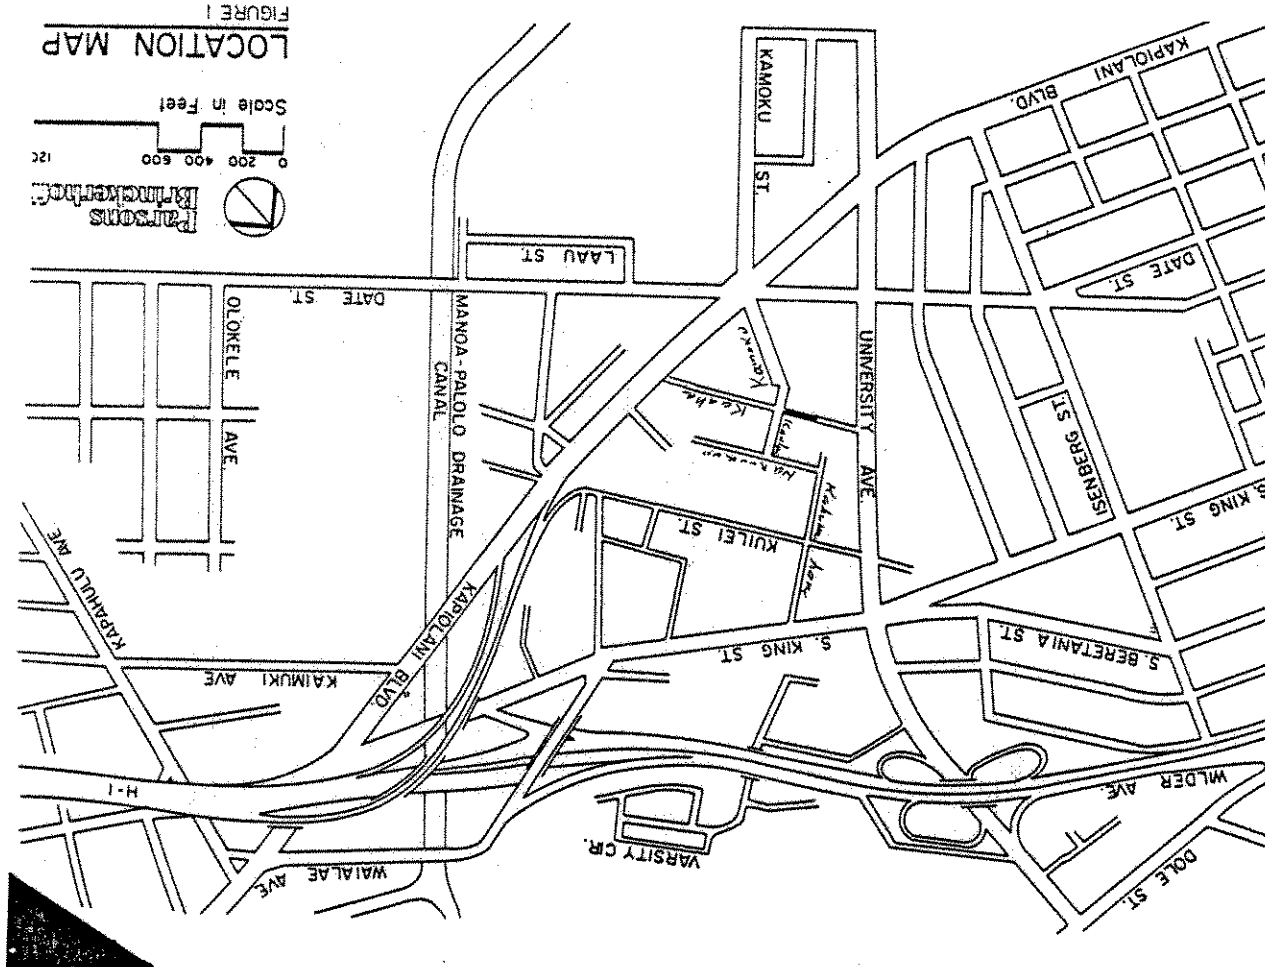 DOLE ST.
WAIALAE AVE
VARSITY CIR.
WILDER AVE.
H-1
KAIMUKI AVE
S. BERETANIA ST.
S. KING ST.
KAPIOLANI BLVD.
KAPAHULU AVE
KUILEI ST.
S. KING ST.
ISENBERG ST.
UNIVERSITY AVE.
MANOA-PALOLO DRAINAGE
CANAL
OLOKELE AVE.
Kamoku
DATE ST.
DATE ST.
LAAU ST.
KAMOKU ST.
KAPIOLANI BLVD.
Parsons
Brinckerhoff
0 200 400 600 120
Scale in Feet
LOCATION MAP
FIGURE 1